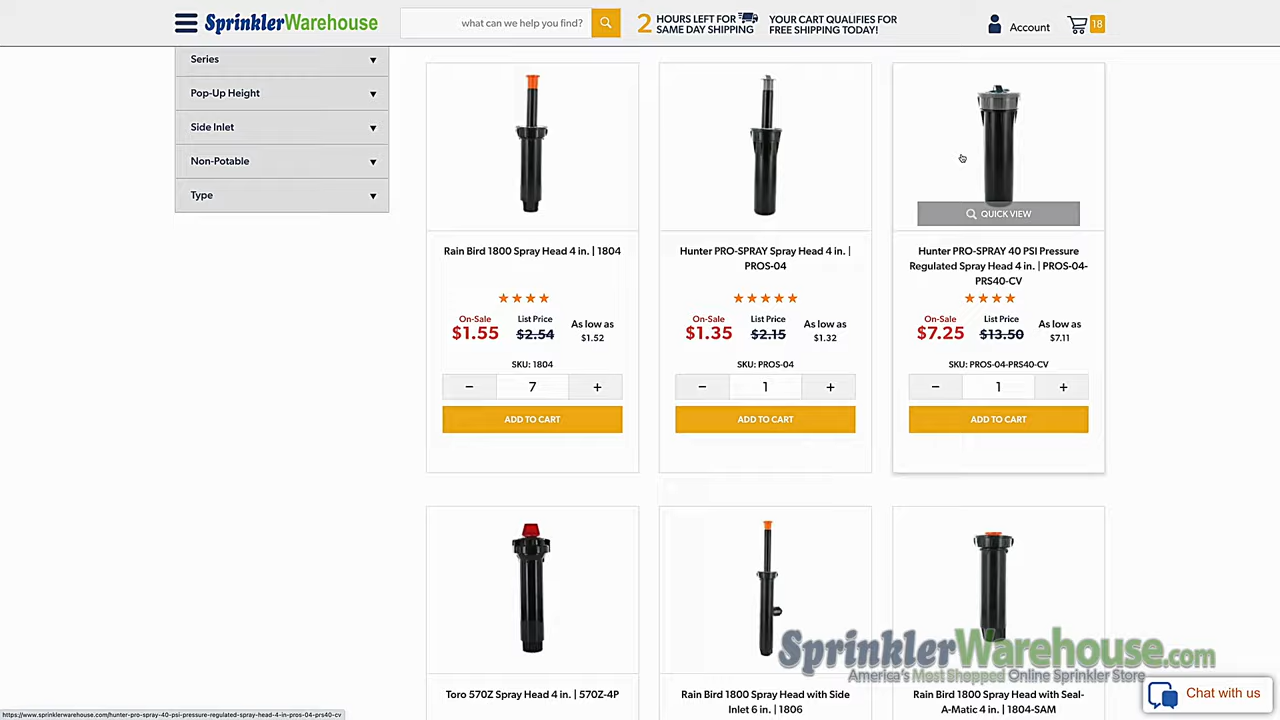 SprinklerWarehouse
what can we help you find?
2 HOURS LEFT FOR
SAME DAY SHIPPING
YOUR CART QUALIFIES FOR
FREE SHIPPING TODAY!
Account
18
Series
Pop-Up Height
Side Inlet
Non-Potable
Type
QUICK VIEW
Rain Bird 1800 Spray Head 4 in. | 1804
On-Sale
$1.55
List Price
$2.54
As low as
$1.52
SKU: 1804
− 7 +
ADD TO CART
Hunter PRO-SPRAY Spray Head 4 in. |
PROS-04
On-Sale
$1.35
List Price
$2.15
As low as
$1.32
SKU: PROS-04
− 1 +
ADD TO CART
Hunter PRO-SPRAY 40 PSI Pressure
Regulated Spray Head 4 in. | PROS-04-
PRS40-CV
On-Sale
$7.25
List Price
$13.50
As low as
$7.11
SKU: PROS-04-PRS40-CV
− 1 +
ADD TO CART
Toro 570Z Spray Head 4 in. | 570Z-4P
Rain Bird 1800 Spray Head with Side
Inlet 6 in. | 1806
Rain Bird 1800 Spray Head with Seal-
A-Matic 4 in. | 1804-SAM
SprinklerWarehouse.com
America's Most Shopped Online Sprinkler Store
Chat with us
https://www.sprinklerwarehouse.com/hunter-pro-spray-40-psi-pressure-regulated-spray-head-4-in-pros-04-prs40-cv